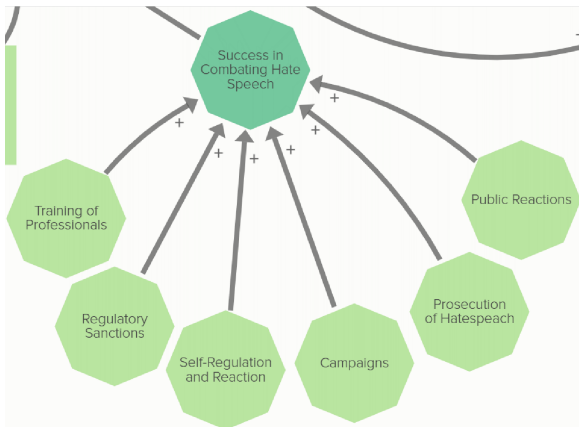 Success in
Combating Hate
Speech
+
+
+
+
+
+
+
Training of
Professionals
Public Reactions
Regulatory
Sanctions
Prosecution
of Hatespeach
Self-Regulation
and Reaction
Campaigns